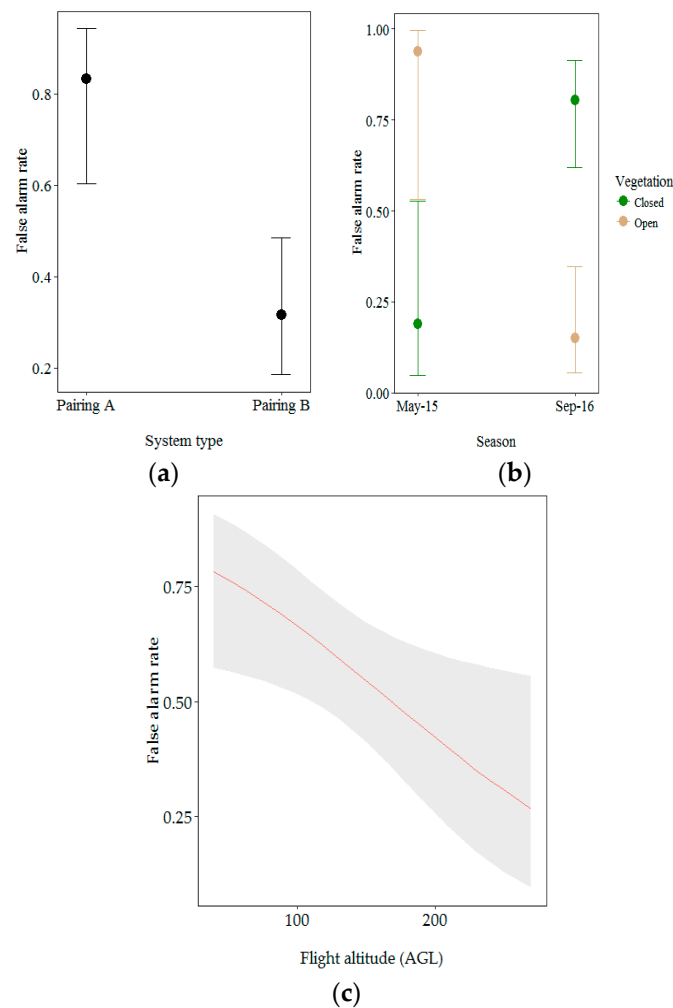 False alarm rate
0.8
0.6
0.4
0.2
Pairing A Pairing B
System type
(a)
False alarm rate
1.00
0.75
0.50
0.25
0.00
May-15 Sep-16
Season
(b)
Vegetation
Closed
Open
False alarm rate
0.75
0.50
0.25
100 200
Flight altitude (AGL)
(c)